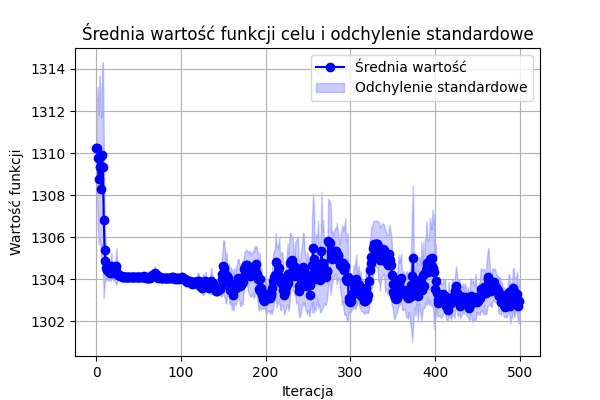 Średnia wartość funkcji celu i odchylenie standardowe
Średnia wartość
Odchylenie standardowe
Wartość funkcji
1314
1312
1310
1308
1306
1304
1302
0 100 200 300 400 500
Iteracja